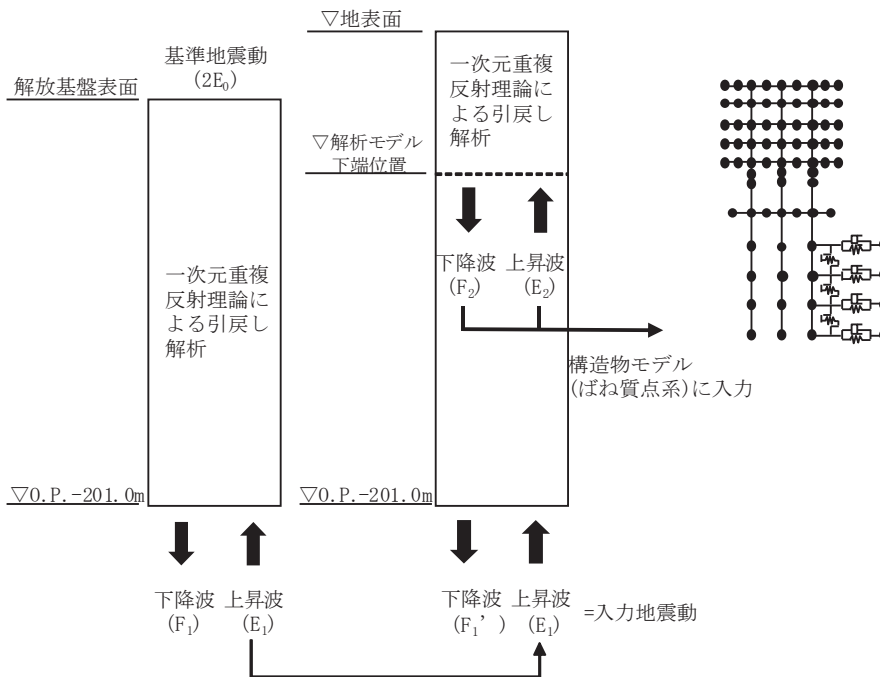 基準地震動
(2E₀)
解放基盤表面
一次元重複
反射理論に
よる引戻し
解析
▽O.P.-201.0m
下降波
(F₁)
上昇波
(E₁)
▽地表面
一次元重複
反射理論に
よる引戻し
解析
▽解析モデル
下端位置
下降波
(F₂)
上昇波
(E₂)
構造物モデル
(ばね質点系)に入力
▽O.P.-201.0m
下降波
(F₁’)
上昇波
(E₁)
=入力地震動